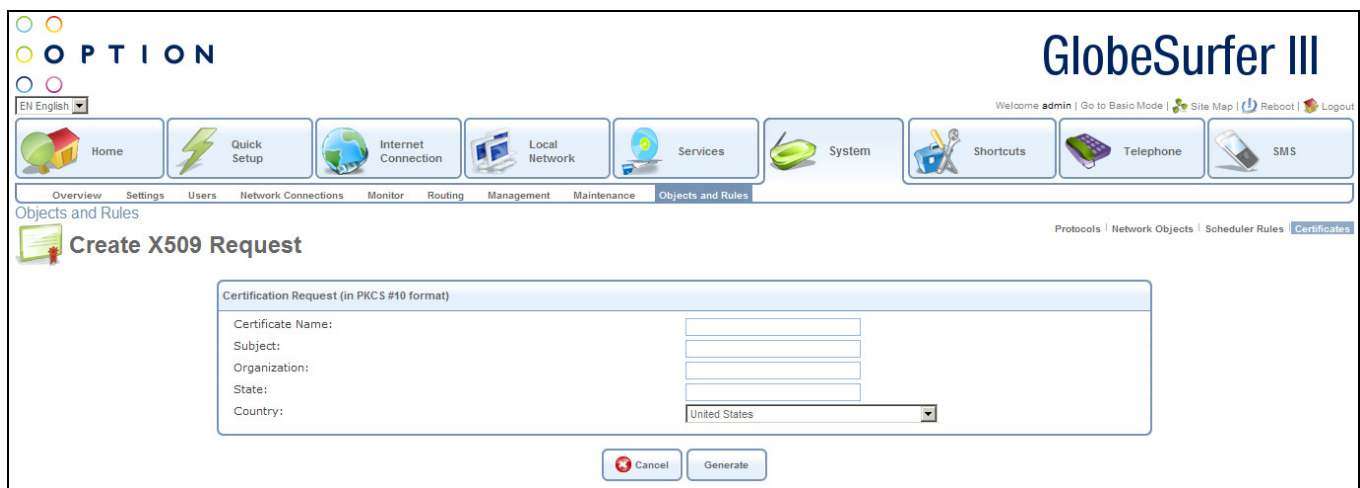 OPTION
GlobeSurfer III
EN English
Welcome admin | Go to Basic Mode | Site Map | Reboot | Logout
Home
Quick Setup
Internet Connection
Local Network
Services
System
Shortcuts
Telephone
SMS
Overview Settings Users Network Connections Monitor Routing Management Maintenance Objects and Rules
Objects and Rules
Protocols | Network Objects | Scheduler Rules | Certificates
Create X509 Request
Certification Request (in PKCS #10 format)
Certificate Name:
Subject:
Organization:
State:
Country: United States
Cancel Generate